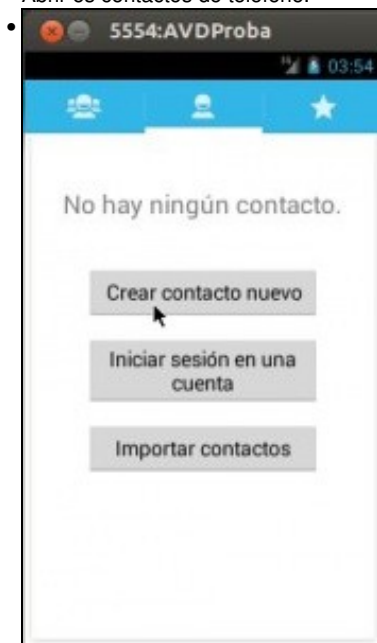 5554:AVDProba
03:54
No hay ningún contacto.
Crear contacto nuevo
Iniciar sesión en una
cuenta
Importar contactos